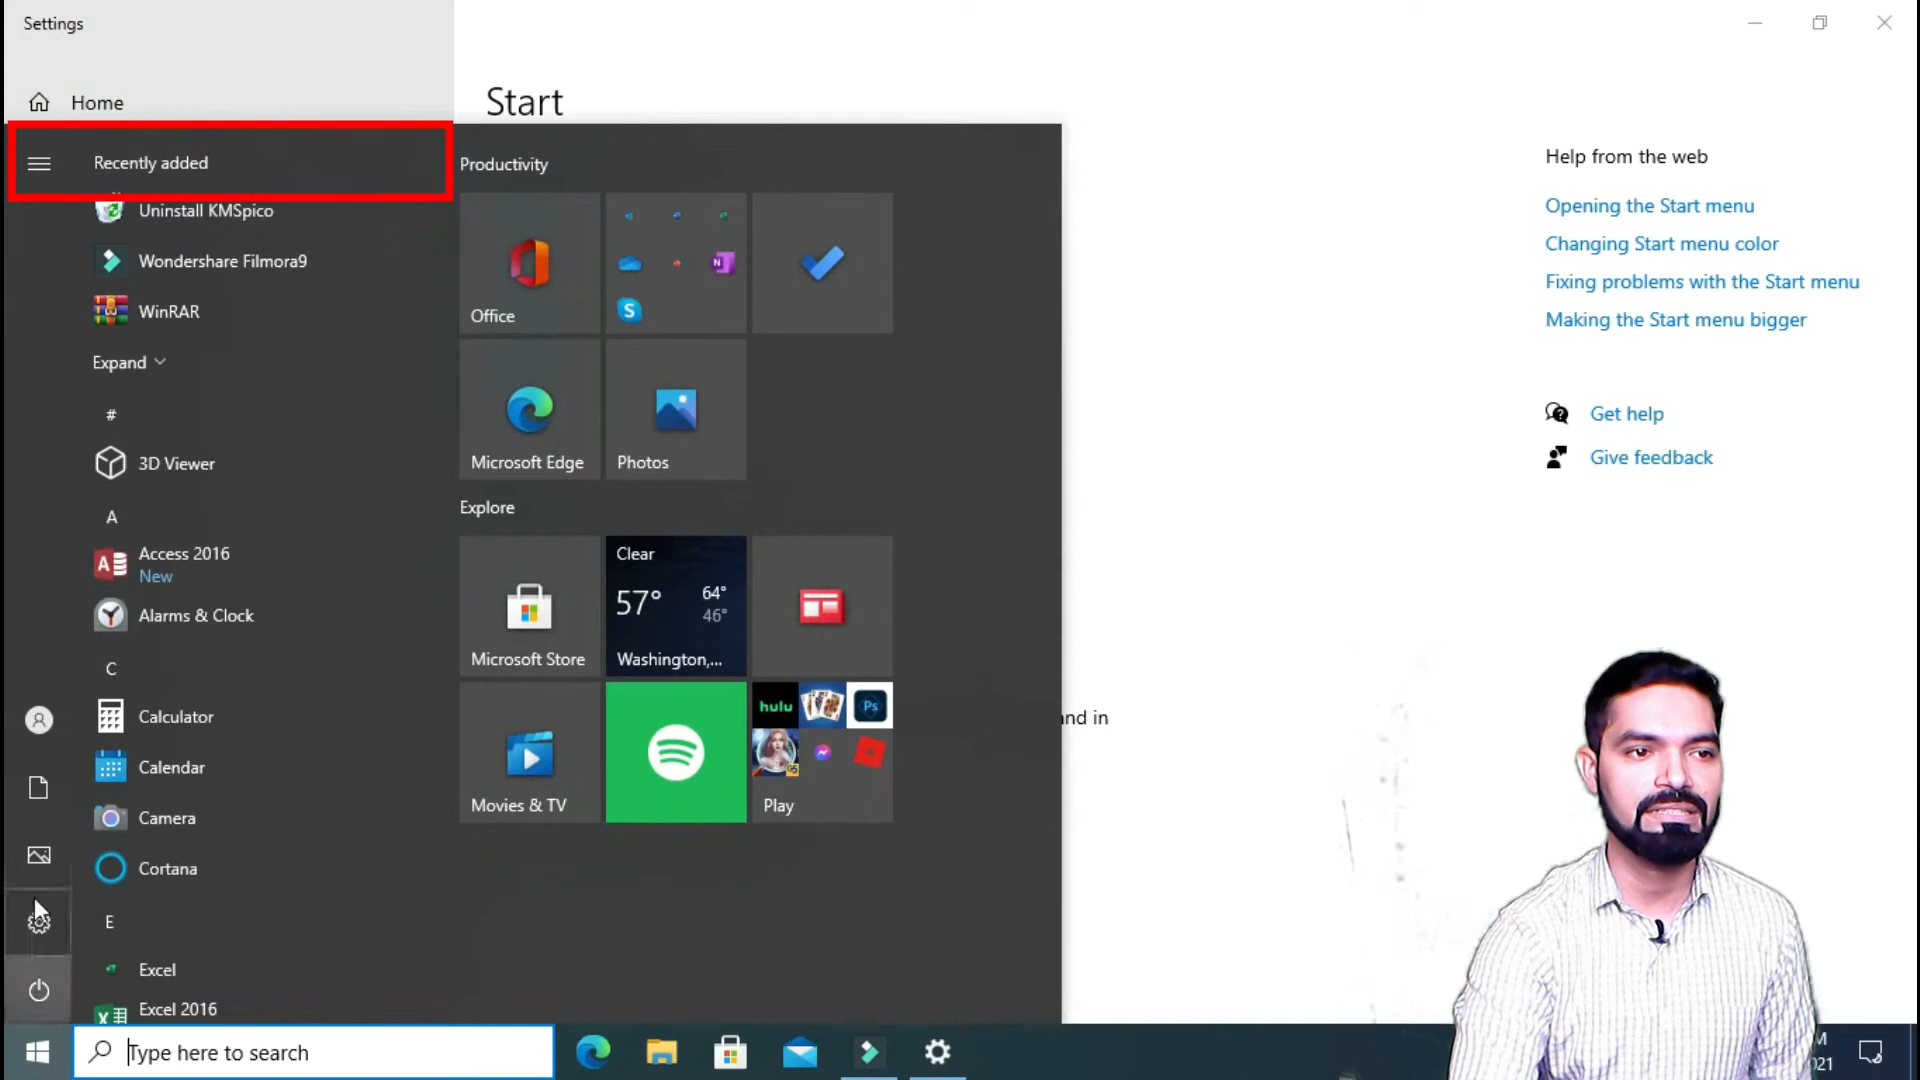 Settings
Home
Start
Recently added
Uninstall KMSpico
Wondershare Filmora9
WinRAR
Expand
#
3D Viewer
A
Access 2016
New
Alarms & Clock
C
Calculator
Calendar
Camera
Cortana
E
Excel
Excel 2016
Productivity
Office
Microsoft Edge
Photos
Explore
Microsoft Store
Clear
57° 64°
46°
Washington,...
Movies & TV
hulu
Ps
Play
and in
Help from the web
Opening the Start menu
Changing Start menu color
Fixing problems with the Start menu
Making the Start menu bigger
Get help
Give feedback
Type here to search
M
021